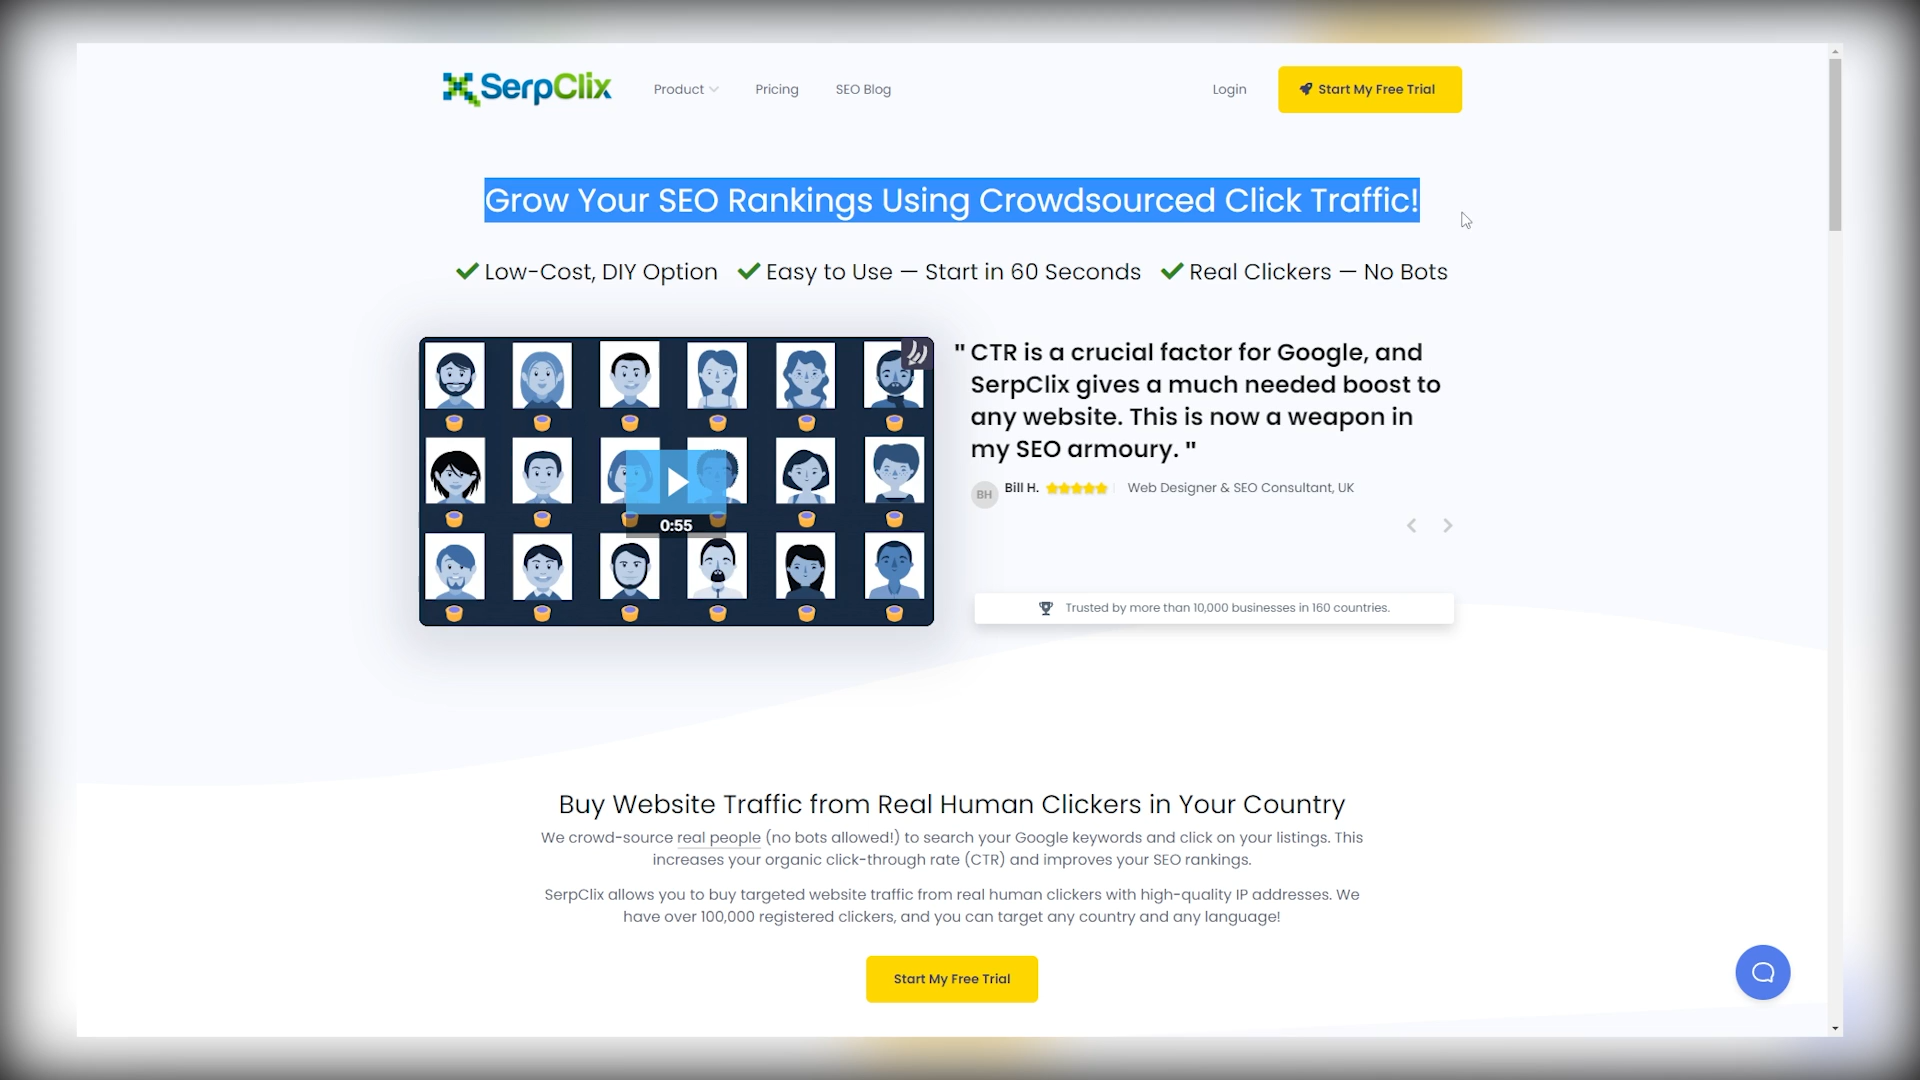 SerpClix
Product
Pricing
SEO Blog
Login
Start My Free Trial
Grow Your SEO Rankings Using Crowdsourced Click Traffic!
Low-Cost, DIY Option
Easy to Use — Start in 60 Seconds
Real Clickers — No Bots
0:55
" CTR is a crucial factor for Google, and
SerpClix gives a much needed boost to
any website. This is now a weapon in
my SEO armoury. "
BH
Bill H.
Web Designer & SEO Consultant, UK
Trusted by more than 10,000 businesses in 160 countries.
Buy Website Traffic from Real Human Clickers in Your Country
We crowd-source real people (no bots allowed!) to search your Google keywords and click on your listings. This
increases your organic click-through rate (CTR) and improves your SEO rankings.
SerpClix allows you to buy targeted website traffic from real human clickers with high-quality IP addresses. We
have over 100,000 registered clickers, and you can target any country and any language!
Start My Free Trial